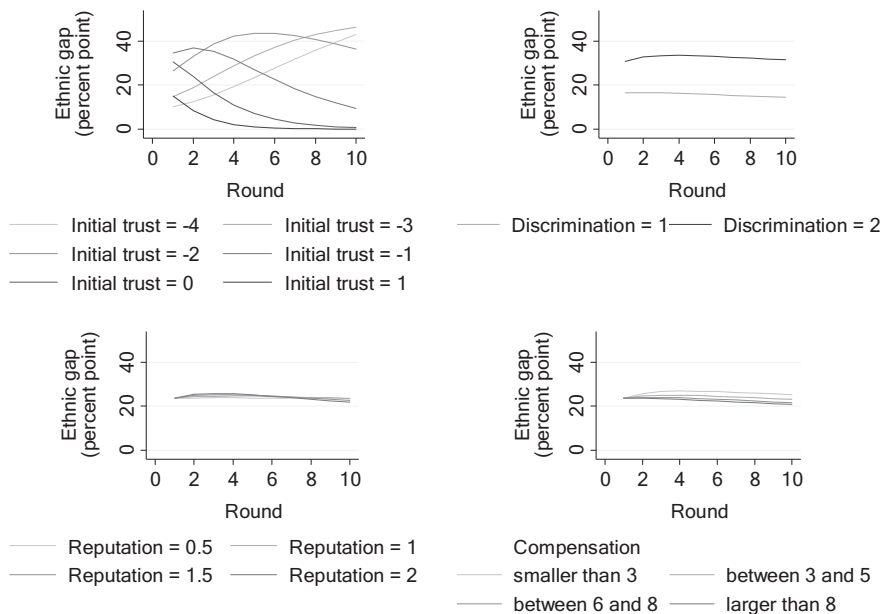 Ethnic gap
(percent point)
40
20
0
0 2 4 6 8 10
Round
Initial trust = -4 Initial trust = -3
Initial trust = -2 Initial trust = -1
Initial trust = 0 Initial trust = 1
Ethnic gap
(percent point)
40
20
0
0 2 4 6 8 10
Round
Discrimination = 1 Discrimination = 2
Ethnic gap
(percent point)
40
20
0
0 2 4 6 8 10
Round
Reputation = 0.5 Reputation = 1
Reputation = 1.5 Reputation = 2
Ethnic gap
(percent point)
40
20
0
0 2 4 6 8 10
Round
Compensation
smaller than 3 between 3 and 5
between 6 and 8 larger than 8